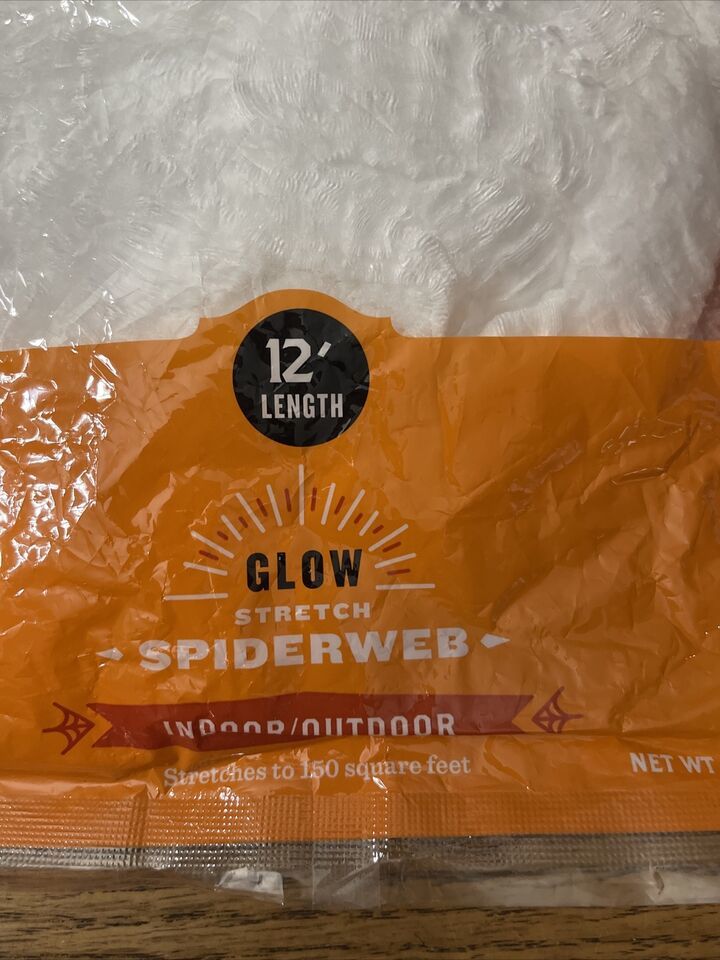 12′
LENGTH
GLOW
STRETCH
SPIDERWEB
INDOOR/OUTDOOR
Stretches to 150 square feet
NET WT